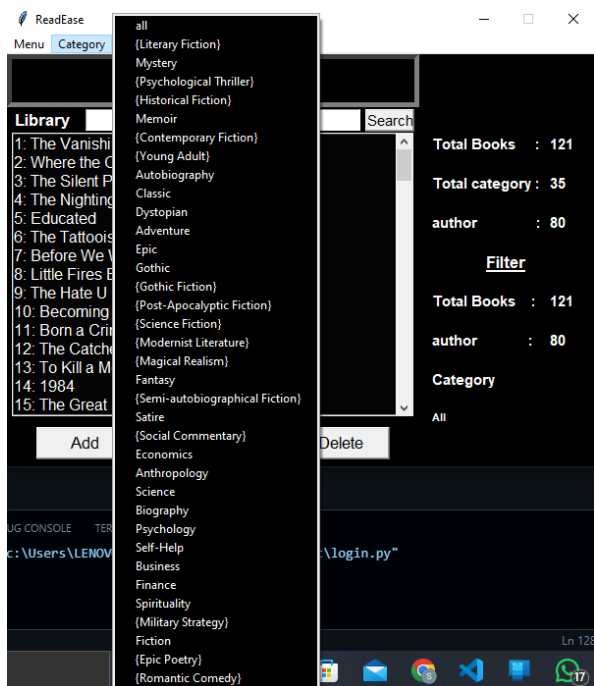 ReadEase
Menu Category
all
{Literary Fiction}
Mystery
{Psychological Thriller}
{Historical Fiction}
Memoir
{Contemporary Fiction}
{Young Adult}
Autobiography
Classic
Dystopian
Adventure
Epic
Gothic
{Gothic Fiction}
{Post-Apocalyptic Fiction}
{Science Fiction}
{Modernist Literature}
{Magical Realism}
Fantasy
{Semi-autobiographical Fiction}
Satire
{Social Commentary}
Economics
Anthropology
Science
Biography
Psychology
Self-Help
Business
Finance
Spirituality
{Military Strategy}
Fiction
{Epic Poetry}
{Romantic Comedy}
Library Search
1: The Vanishi
2: Where the C
3: The Silent P
4: The Nighting
5: Educated
6: The Tattoois
7: Before We
8: Little Fires E
9: The Hate U
10: Becoming
11: Born a Crir
12: The Catche
13: To Kill a M
14: 1984
15: The Great
Add Delete
Total Books : 121
Total category : 35
author : 80
Filter
Total Books : 121
author : 80
Category
All
UG CONSOLE TER
c:\Users\LENOV :\login.py"
Ln 128
17